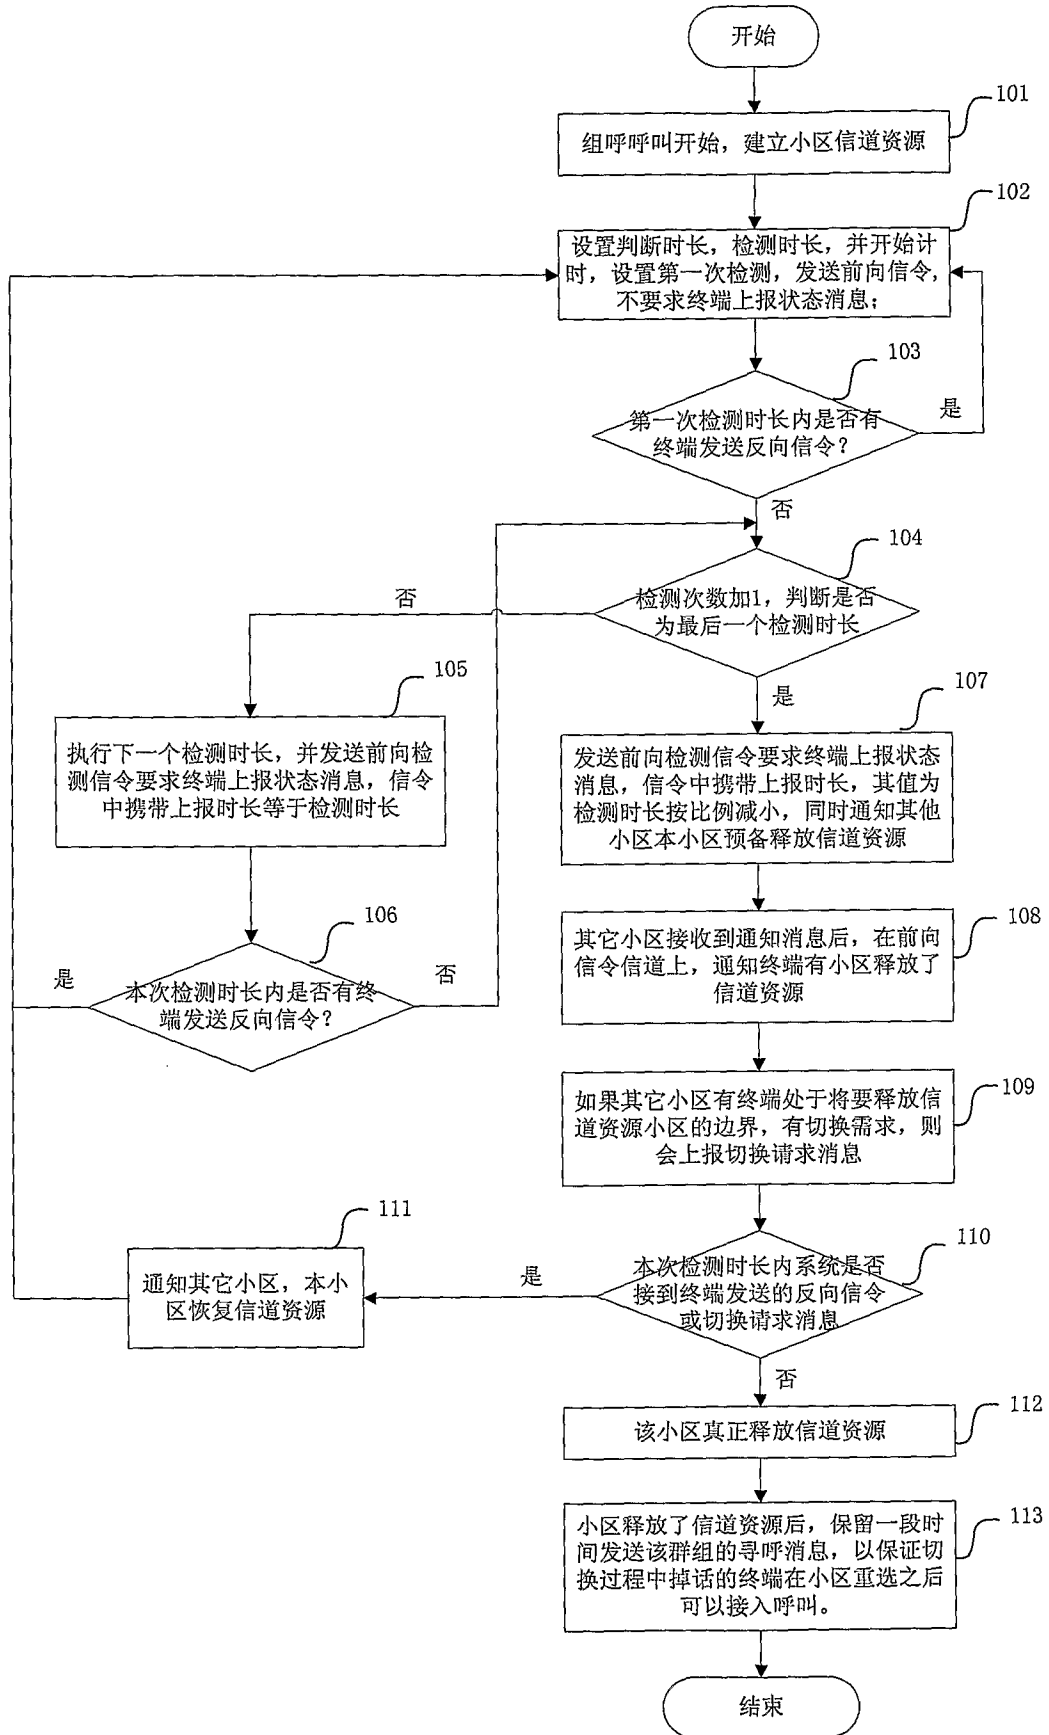 开始
101
组呼呼叫开始，建立小区信道资源
102
设置判断时长，检测时长，并开始计
时，设置第一次检测，发送前向信令，
不要求终端上报状态消息；
103
第一次检测时长内是否有
终端发送反向信令？
是
否
104
检测次数加1，判断是否
为最后一个检测时长
否
是
105
执行下一个检测时长，并发送前向检
测信令要求终端上报状态消息，信令
中携带上报时长等于检测时长
107
发送前向检测信令要求终端上报状态
消息，信令中携带上报时长，其值为
检测时长按比例减小，同时通知其他
小区本小区预备释放信道资源
106
本次检测时长内是否有终
端发送反向信令？
是
否
108
其它小区接收到通知消息后，在前向
信令信道上，通知终端有小区释放了
信道资源
109
如果其它小区有终端处于将要释放信
道资源小区的边界，有切换需求，则
会上报切换请求消息
110
本次检测时长内系统是否
接到终端发送的反向信令
或切换请求消息
是
否
111
通知其它小区，本小
区恢复信道资源
112
该小区真正释放信道资源
113
小区释放了信道资源后，保留一段时
间发送该群组的寻呼消息，以保证切
换过程中掉话的终端在小区重选之后
可以接入呼叫。
结束